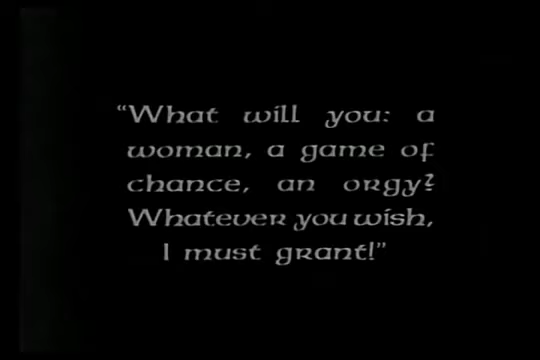 “What will you: a
woman, a game of
chance, an orgy?
Whatever you wish,
I must grant!”